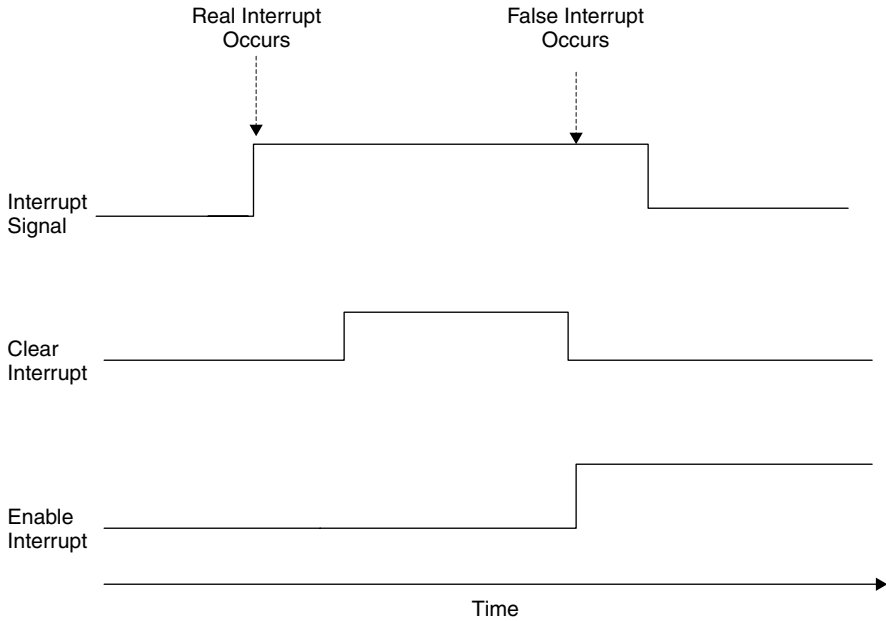 Real Interrupt
Occurs
False Interrupt
Occurs
Interrupt
Signal
Clear
Interrupt
Enable
Interrupt
Time